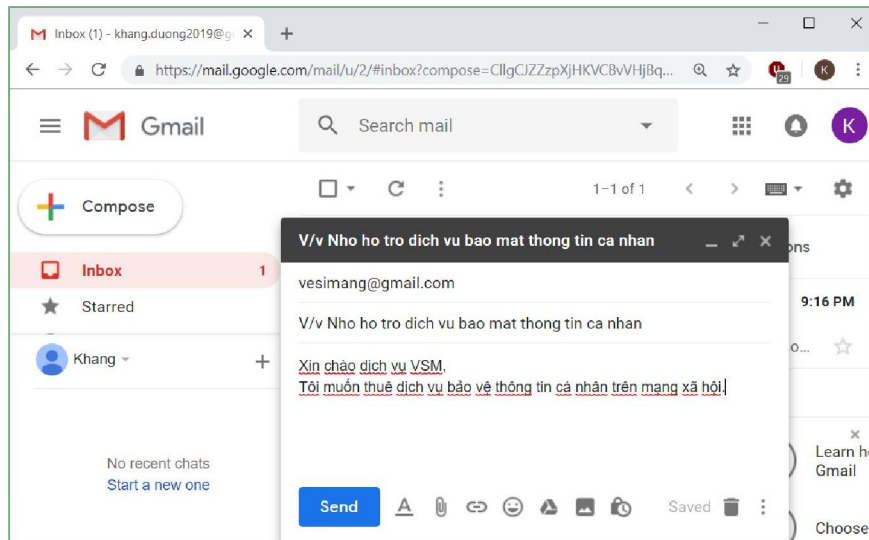 Inbox (1) - khang.duong2019@g
https://mail.google.com/mail/u/2/#inbox?compose=CllgCJZZzpXjHKVCBvVHjBq...
29
K
Gmail
Search mail
K
Compose
1–1 of 1
Inbox 1
Starred
Khang
No recent chats
Start a new one
V/v Nho ho tro dich vu bao mat thong tin ca nhan
vesimang@gmail.com
V/v Nho ho tro dich vu bao mat thong tin ca nhan
Xin chào dịch vụ VSM,
Tôi muốn thuê dịch vụ bảo vệ thông tin cá nhân trên mạng xã hội.
Send
Saved
9:16 PM
Learn
Gmail
Choose